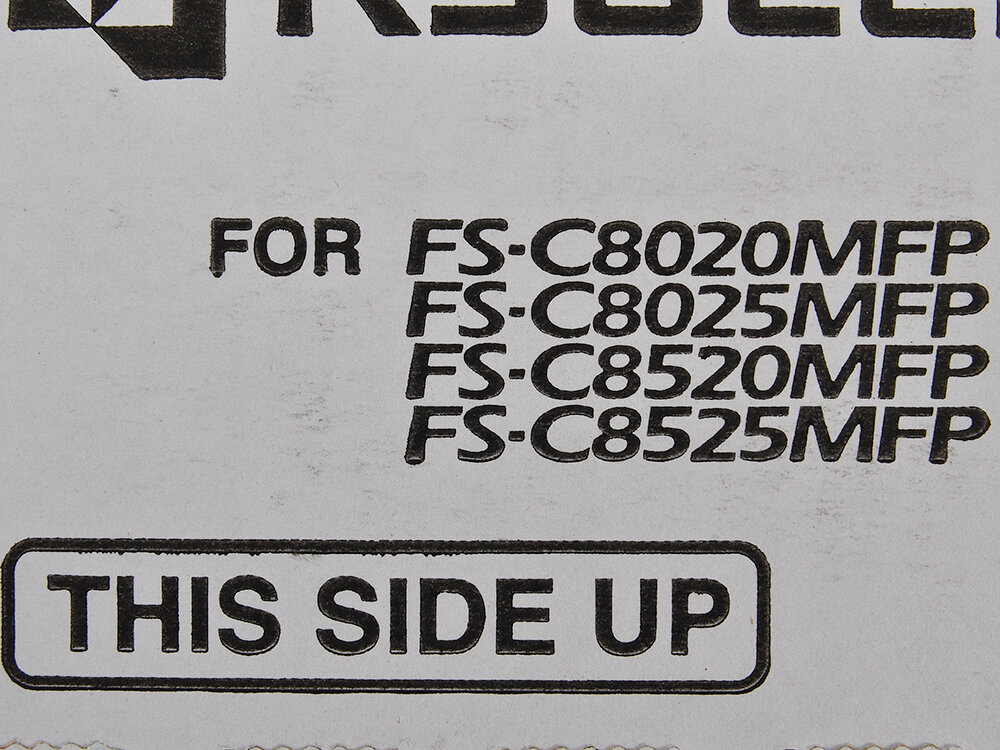 FOR FS-C8020MFP
FS-C8025MFP
FS-C8520MFP
FS-C8525MFP
THIS SIDE UP